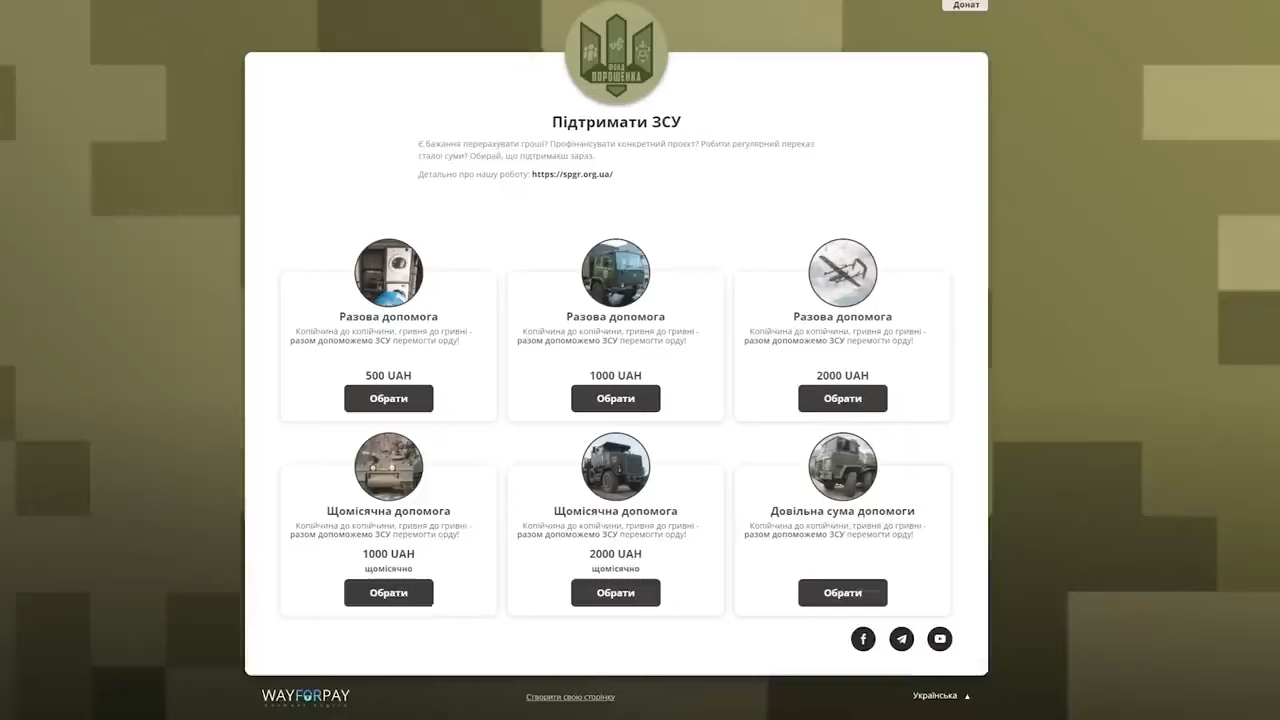 Донат
ФОНД
ПОРОШЕНКА
Підтримати ЗСУ
Є бажання перерахувати гроші? Профінансувати конкретний проєкт? Робити регулярний переказ
сталої суми? Обирай, що підтримаєш зараз.
Детально про нашу роботу: https://spgr.org.ua/
Разова допомога
Копійчина до копійчини, гривня до гривні -
разом допоможемо ЗСУ перемогти орду!
500 UAH
Обрати
Разова допомога
Копійчина до копійчини, гривня до гривні -
разом допоможемо ЗСУ перемогти орду!
1000 UAH
Обрати
Разова допомога
Копійчина до копійчини, гривня до гривні -
разом допоможемо ЗСУ перемогти орду!
2000 UAH
Обрати
Щомісячна допомога
Копійчина до копійчини, гривня до гривні -
разом допоможемо ЗСУ перемогти орду!
1000 UAH
щомісячно
Обрати
Щомісячна допомога
Копійчина до копійчини, гривня до гривні -
разом допоможемо ЗСУ перемогти орду!
2000 UAH
щомісячно
Обрати
Довільна сума допомоги
Копійчина до копійчини, гривня до гривні -
разом допоможемо ЗСУ перемогти орду!
Обрати
WAYFORPAY
Створити свою сторінку
Українська